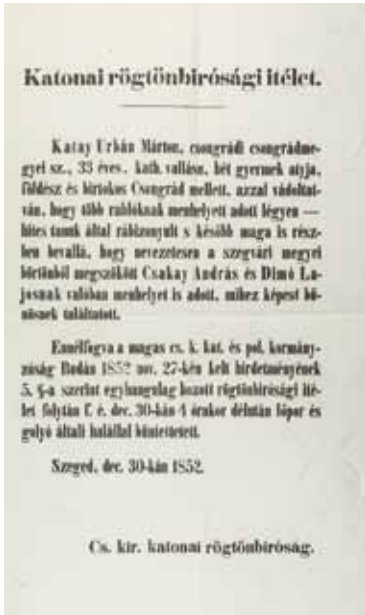 Katonai rögtönbirósági itélet.
Katay Urbán Márton, csongrádi csongrádme-
gyei sz., 33 éves, kath. vallásu, hét gyermek atyja,
földész és birtokos Csongrád mellett, azzal vádoltat-
ván, hogy több rablóknak menhelyett adott légyen —
hites tanuk által rábizonyult s később maga is rész-
ben bevallá, hogy nevezetesen a szegvári megyei
börtönből megszökött Csakay András és Dimó La-
josnak valóban menhelyet is adott, mihez képest bü-
nösnek találtatott.
Ennélfogva a magas cs. k. kat. és pol. kormány-
zóság Budán 1852 nov. 27-kén kelt hirdetményének
5. §-a szerint egyhangulag hozott rögtönbirósági ité-
let folytán f. é. dec. 30-kán 4 órakor délután lőpor és
golyó általi halállal büntettetett.
Szeged, dec. 30-kán 1852.
Cs. kir. katonai rögtönbiróság.